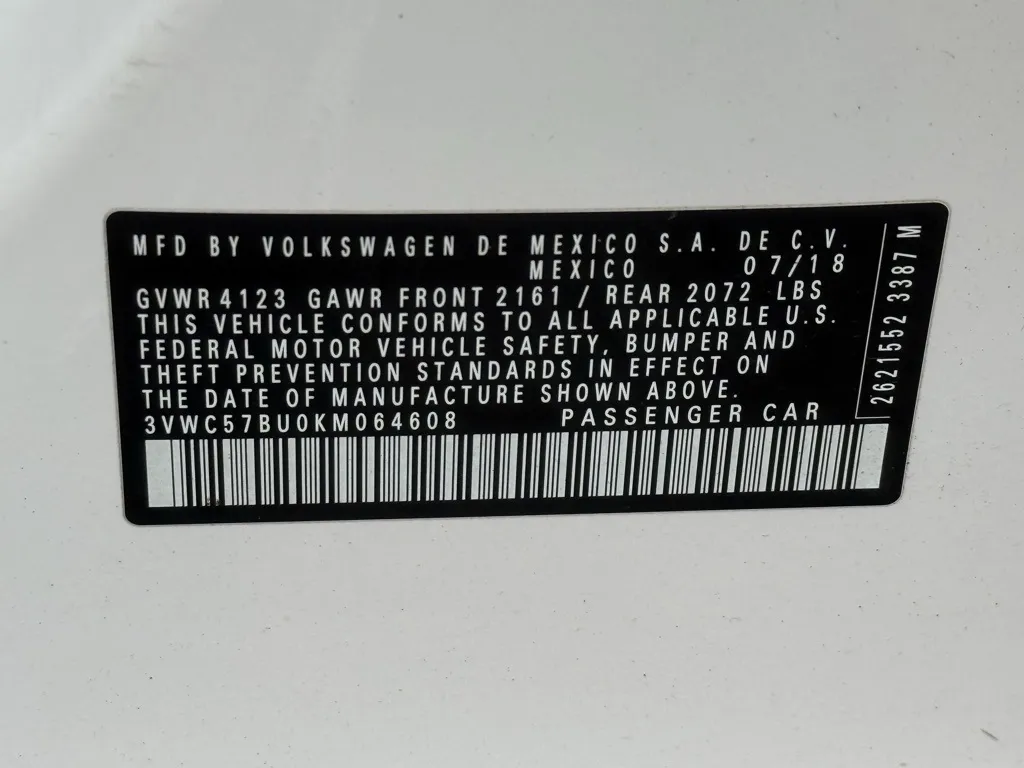 MFD BY VOLKSWAGEN DE MEXICO S.A. DE C.V.
MEXICO 07/18
GVWR 4123 GAWR FRONT 2161 / REAR 2072 LBS
THIS VEHICLE CONFORMS TO ALL APPLICABLE U.S.
FEDERAL MOTOR VEHICLE SAFETY, BUMPER AND
THEFT PREVENTION STANDARDS IN EFFECT ON
THE DATE OF MANUFACTURE SHOWN ABOVE.
3VWC57BU0KM064608 PASSENGER CAR
2621552 3387 M